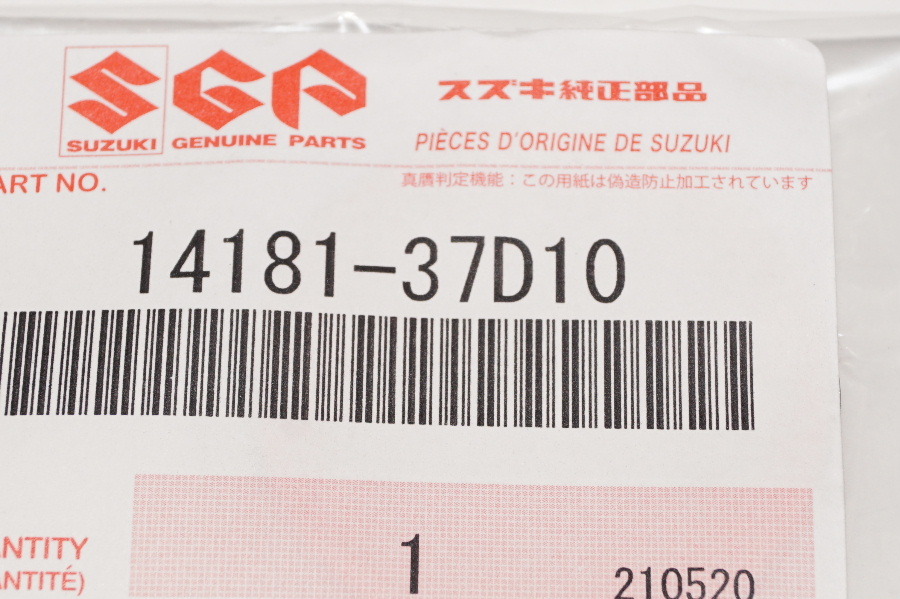 SGP
スズキ純正部品
SUZUKI GENUINE PARTS
PIÈCES D'ORIGINE DE SUZUKI
ART NO.
真贋判定機能：この用紙は偽造防止加工されています
14181-37D10
ANTITY
1
ANTITÉ)
210520